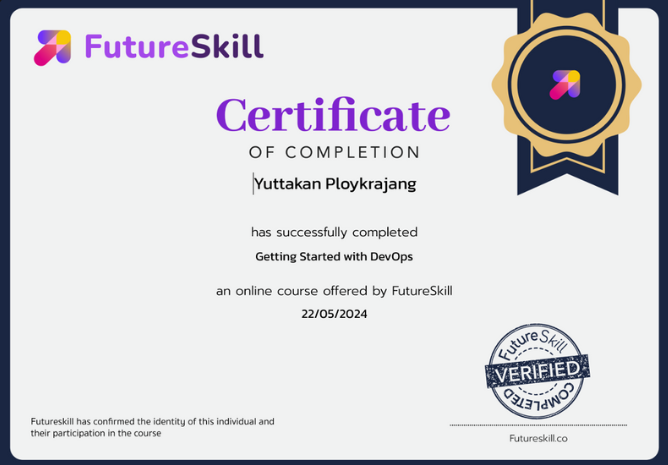 FutureSkill
Certificate
OF COMPLETION
Yuttakan Ploykrajang
has successfully completed
Getting Started with DevOps
an online course offered by FutureSkill
22/05/2024
FutureSkill
VERIFIED
COMPLETED
Futureskill has confirmed the identity of this individual and
their participation in the course
Futureskill.co